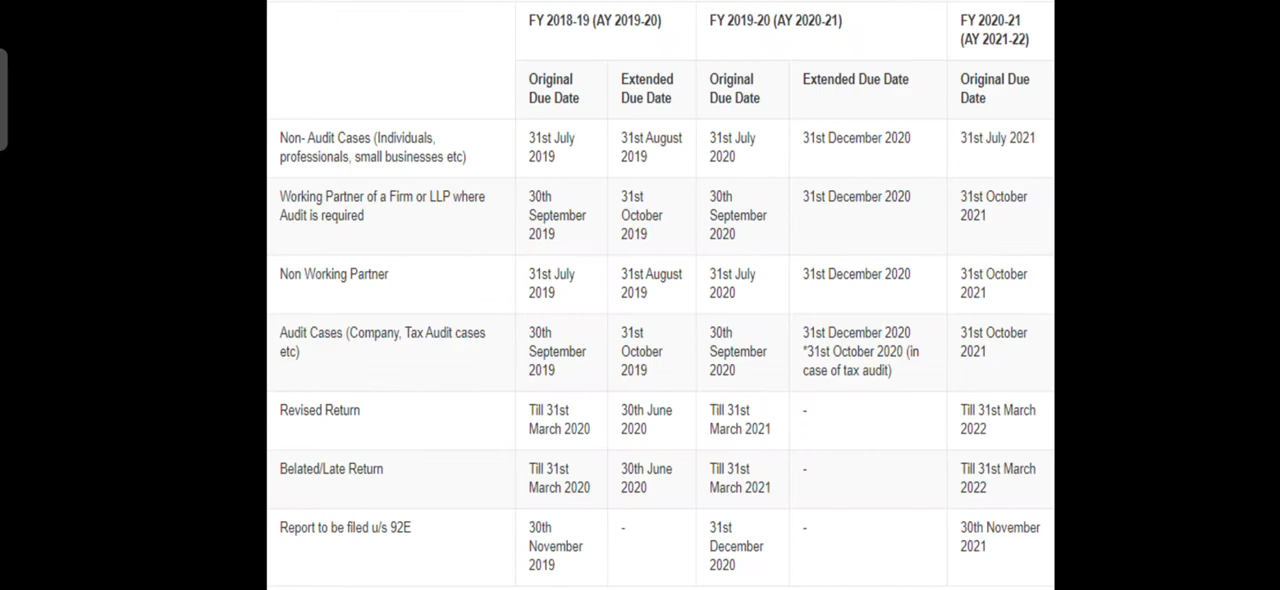 FY 2018-19 (AY 2019-20)
FY 2019-20 (AY 2020-21)
FY 2020-21
(AY 2021-22)
Original
Due Date
Extended
Due Date
Original
Due Date
Extended Due Date
Original Due
Date
Non- Audit Cases (Individuals,
professionals, small businesses etc)
31st July
2019
31st August
2019
31st July
2020
31st December 2020
31st July 2021
Working Partner of a Firm or LLP where
Audit is required
30th
September
2019
31st
October
2019
30th
September
2020
31st December 2020
31st October
2021
Non Working Partner
31st July
2019
31st August
2019
31st July
2020
31st December 2020
31st October
2021
Audit Cases (Company, Tax Audit cases
etc)
30th
September
2019
31st
October
2019
30th
September
2020
31st December 2020
*31st October 2020 (in
case of tax audit)
31st October
2021
Revised Return
Till 31st
March 2020
30th June
2020
Till 31st
March 2021
-
Till 31st March
2022
Belated/Late Return
Till 31st
March 2020
30th June
2020
Till 31st
March 2021
-
Till 31st March
2022
Report to be filed u/s 92E
30th
November
2019
-
31st
December
2020
-
30th November
2021